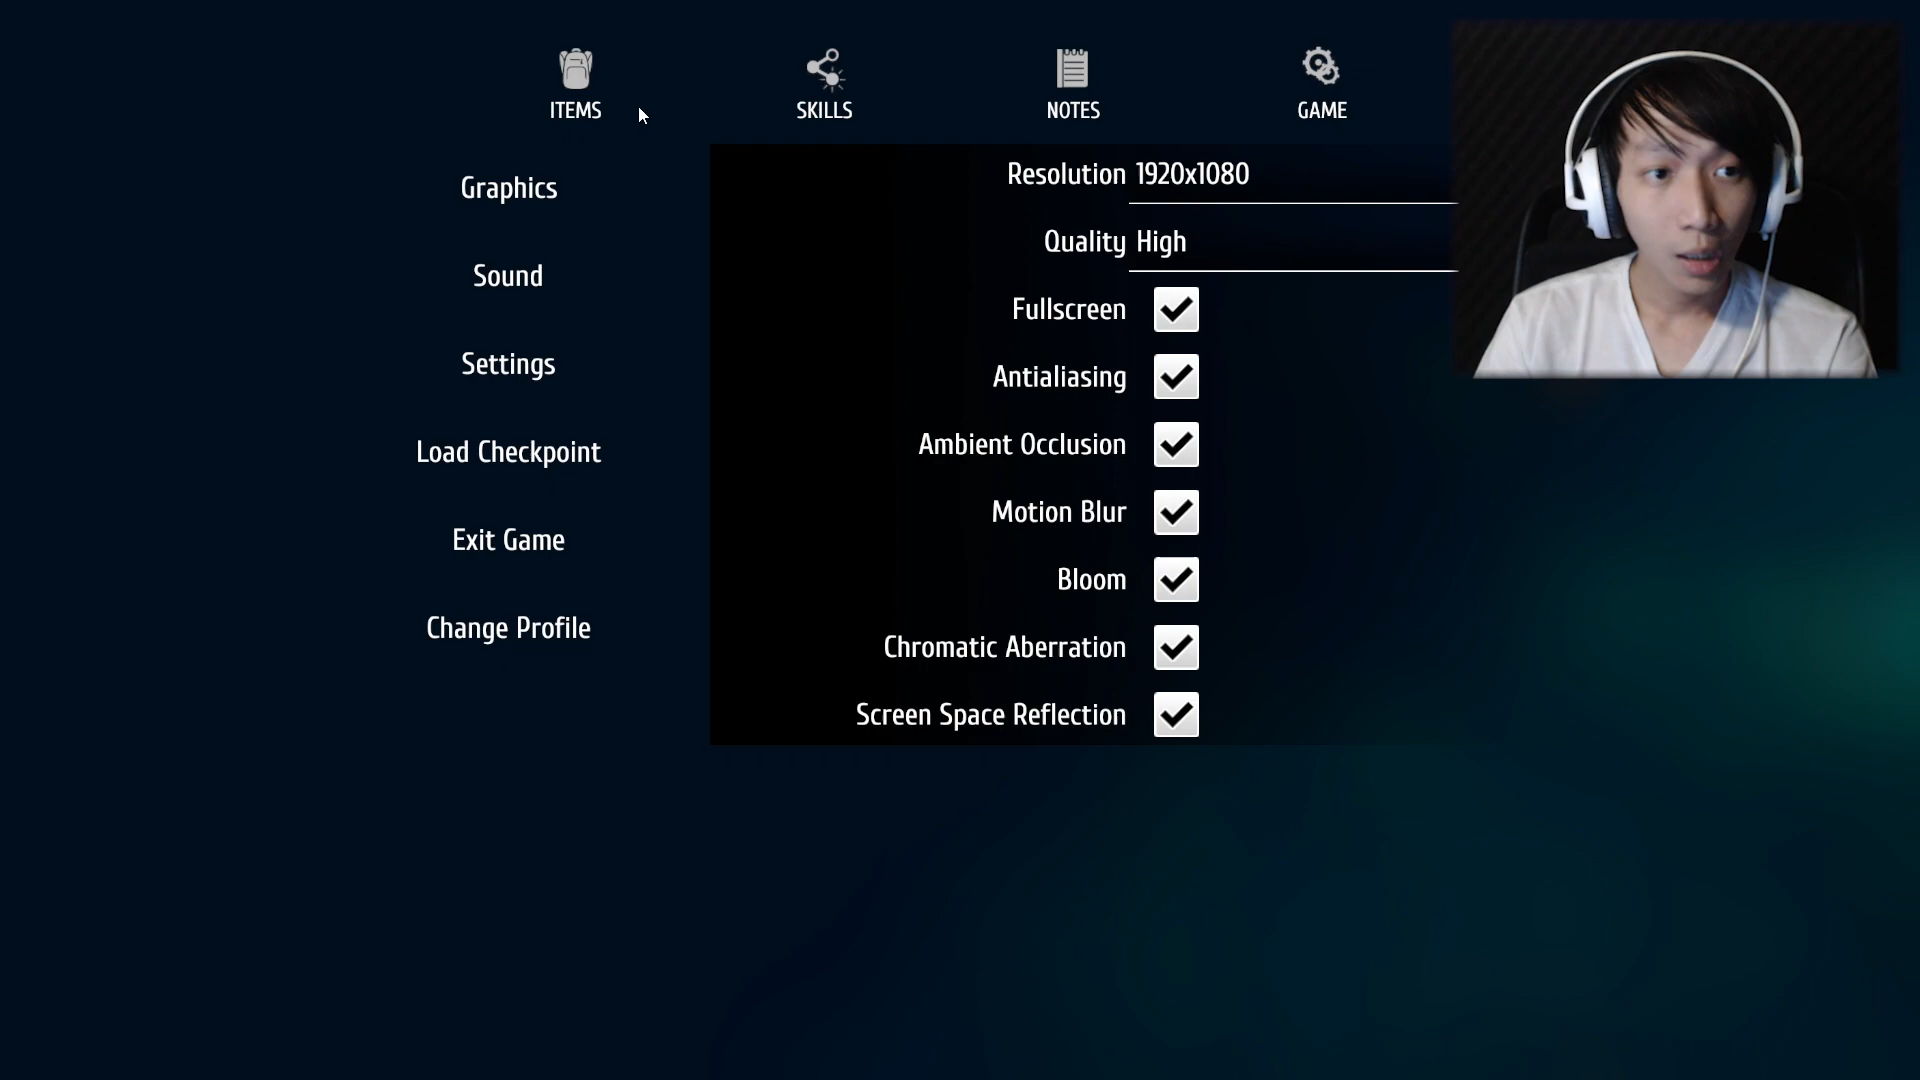 ITEMS
SKILLS
NOTES
GAME
Graphics
Sound
Settings
Load Checkpoint
Exit Game
Change Profile
Resolution 1920x1080
Quality High
Fullscreen
Antialiasing
Ambient Occlusion
Motion Blur
Bloom
Chromatic Aberration
Screen Space Reflection